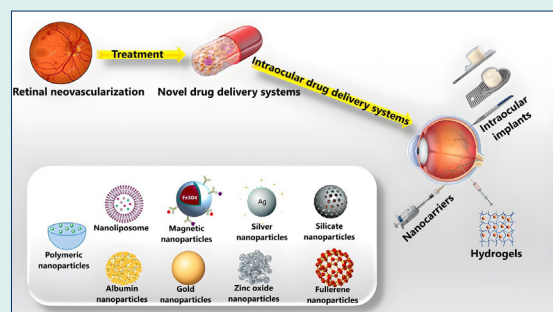 Treatment
Retinal neovascularization
Novel drug delivery systems
Intraocular drug delivery systems
Intraocular
implants
Nanocarriers
Hydrogels
Polymeric
nanoparticles
Nanoliposome
Fe3O4
Magnetic
nanoparticles
Ag
Silver
nanoparticles
Silicate
nanoparticles
Albumin
nanoparticles
Gold
nanoparticles
Zinc oxide
nanoparticles
Fullerene
nanoparticles